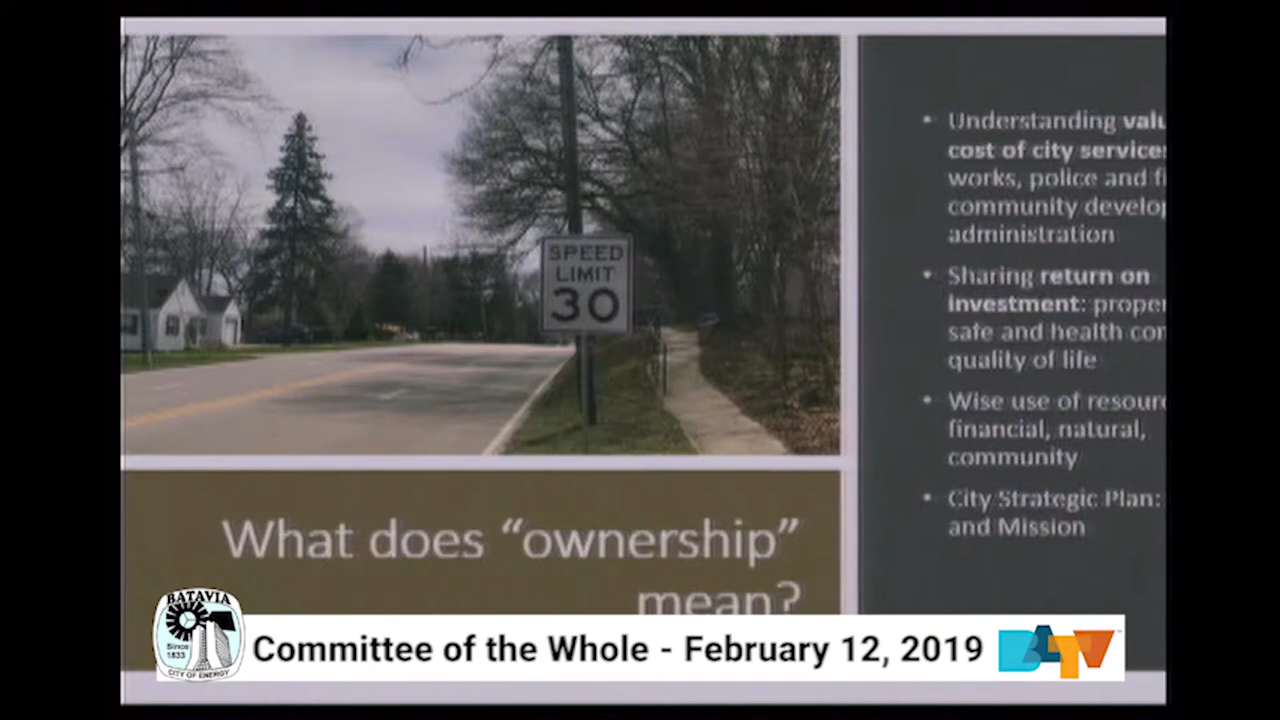 SPEED
LIMIT
30
What does “ownership”
mean?
• Understanding
cost of city
works, police and
community
administration
• Sharing return on
investment:
safe and health
quality of life
• Wise use of
financial, natural,
community
• City Strategic Plan:
and Mission
BATAVIA
Since
1833
CITY OF ENERGY
Committee of the Whole - February 12, 2019
BATV